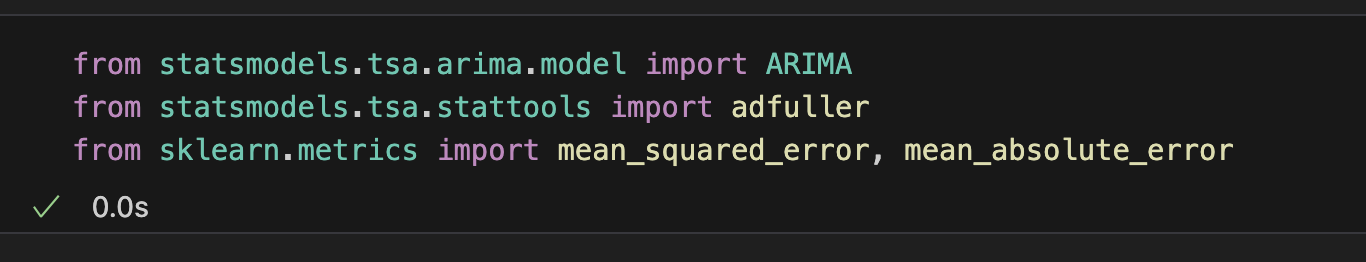 from statsmodels.tsa.arima.model import ARIMA
from statsmodels.tsa.stattools import adfuller
from sklearn.metrics import mean_squared_error, mean_absolute_error
0.0s